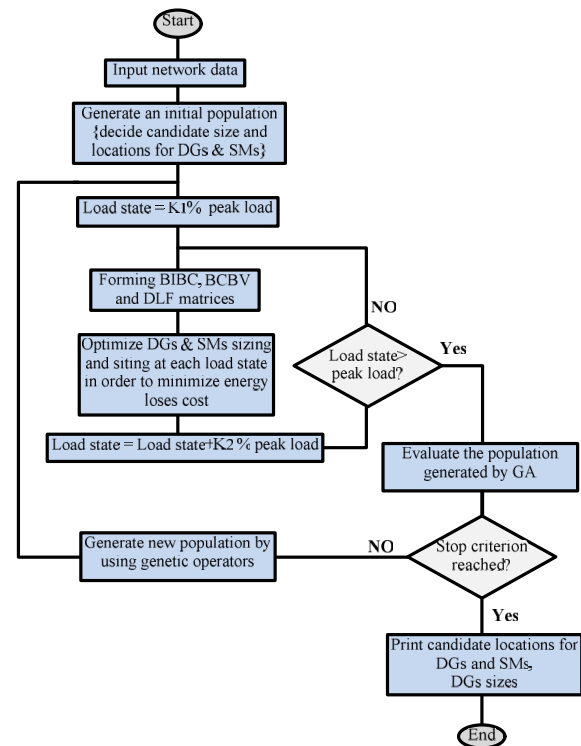 Start
Input network data
Generate an initial population
{decide candidate size and
locations for DGs & SMs}
Load state = K1% peak load
Forming BIBC, BCBV
and DLF matrices
NO
Optimize DGs & SMs sizing
and siting at each load state
in order to minimize energy
loses cost
Load state>
peak load?
Yes
Load state = Load state+K2% peak load
Evaluate the population
generated by GA
Generate new population by
using genetic operators
NO
Stop criterion
reached?
Yes
Print candidate locations for
DGs and SMs,
DGs sizes
End